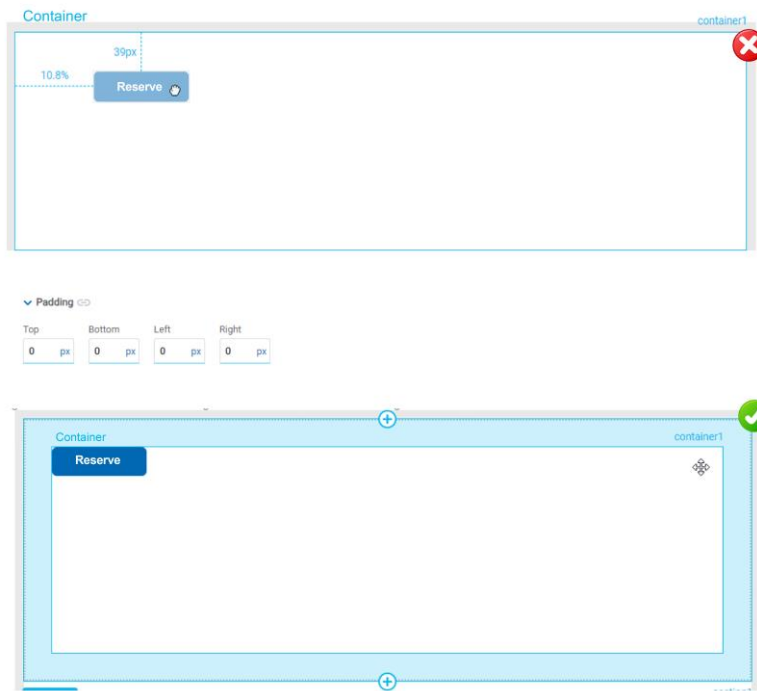 Container
container1
39px
10.8%
Reserve
Padding
Top Bottom Left Right
0 px 0 px 0 px 0 px
Container container1
Reserve